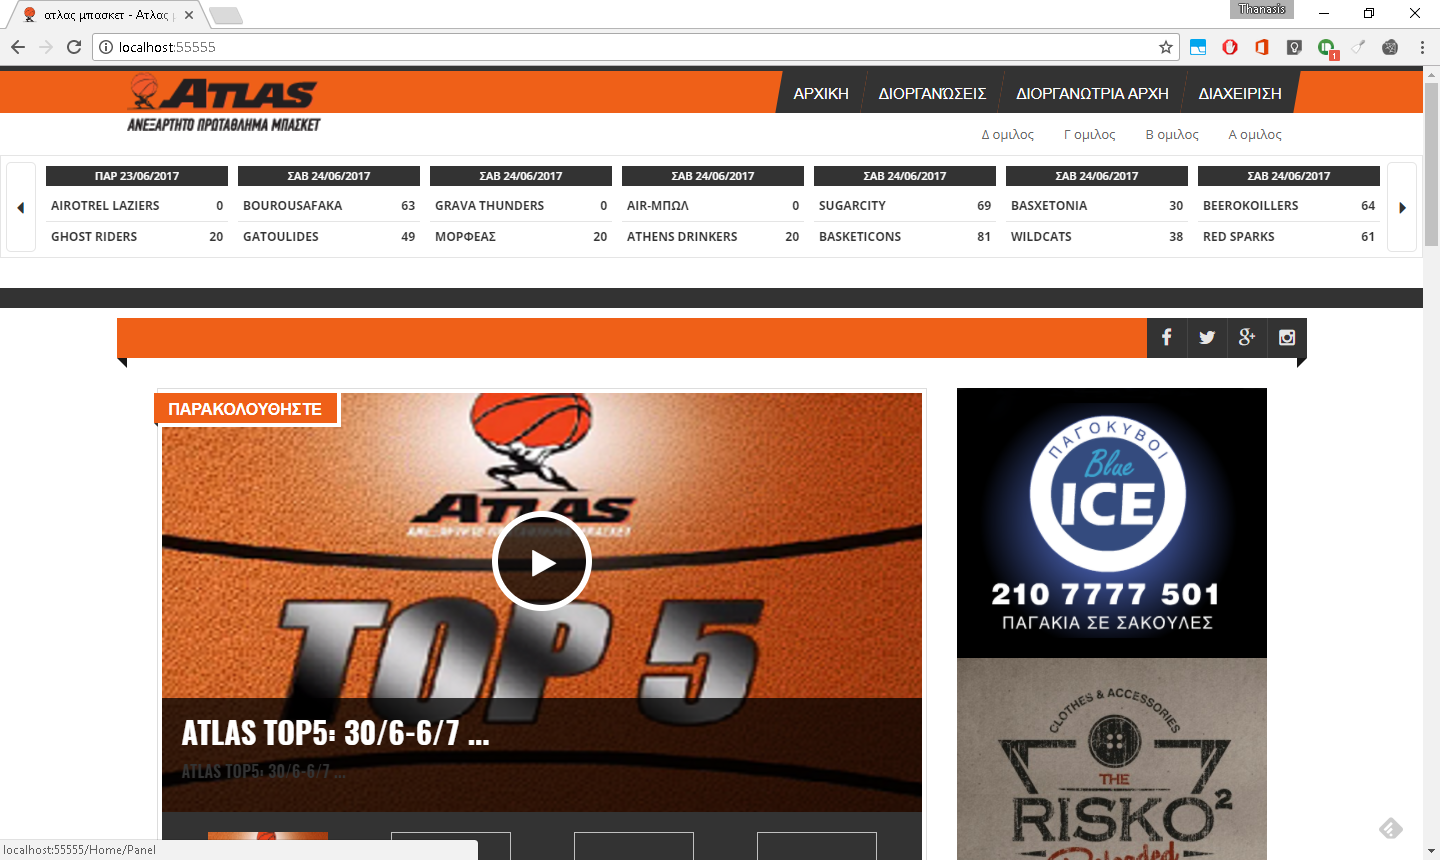 ατλας μπασκετ - Ατλας μ
Thanasis
localhost:55555
1
ATLAS
ΑΝΕΞΑΡΤΗΤΟ ΠΡΩΤΑΘΛΗΜΑ ΜΠΑΣΚΕΤ
ΑΡΧΙΚΗ ΔΙΟΡΓΑΝΏΣΕΙΣ ΔΙΟΡΓΑΝΩΤΡΙΑ ΑΡΧΗ ΔΙΑΧΕΙΡΙΣΗ
Δ ομιλος Γ ομιλος Β ομιλος Α ομιλος
ΠΑΡ 23/06/2017 ΣΑΒ 24/06/2017 ΣΑΒ 24/06/2017 ΣΑΒ 24/06/2017 ΣΑΒ 24/06/2017 ΣΑΒ 24/06/2017 ΣΑΒ 24/06/2017
AIROTREL LAZIERS 0 BOUROUSAFAKA 63 GRAVA THUNDERS 0 AIR-ΜΠΩΛ 0 SUGARCITY 69 BASXETONIA 30 BEEROKOILLERS 64
GHOST RIDERS 20 GATOULIDES 49 ΜΟΡΦΕΑΣ 20 ATHENS DRINKERS 20 BASKETICONS 81 WILDCATS 38 RED SPARKS 61
ΠΑΡΑΚΟΛΟΥΘΗΣΤΕ
ATLAS
TOP 5
ATLAS TOP5: 30/6-6/7 ...
ATLAS TOP5: 30/6-6/7 ...
ΠΑΓΟΚΥΒΟΙ
Blue
ICE
210 7777 501
ΠΑΓΑΚΙΑ ΣΕ ΣΑΚΟΥΛΕΣ
CLOTHES & ACCESSORIES
THE
RISKO2
Reloaded
localhost:55555/Home/Panel